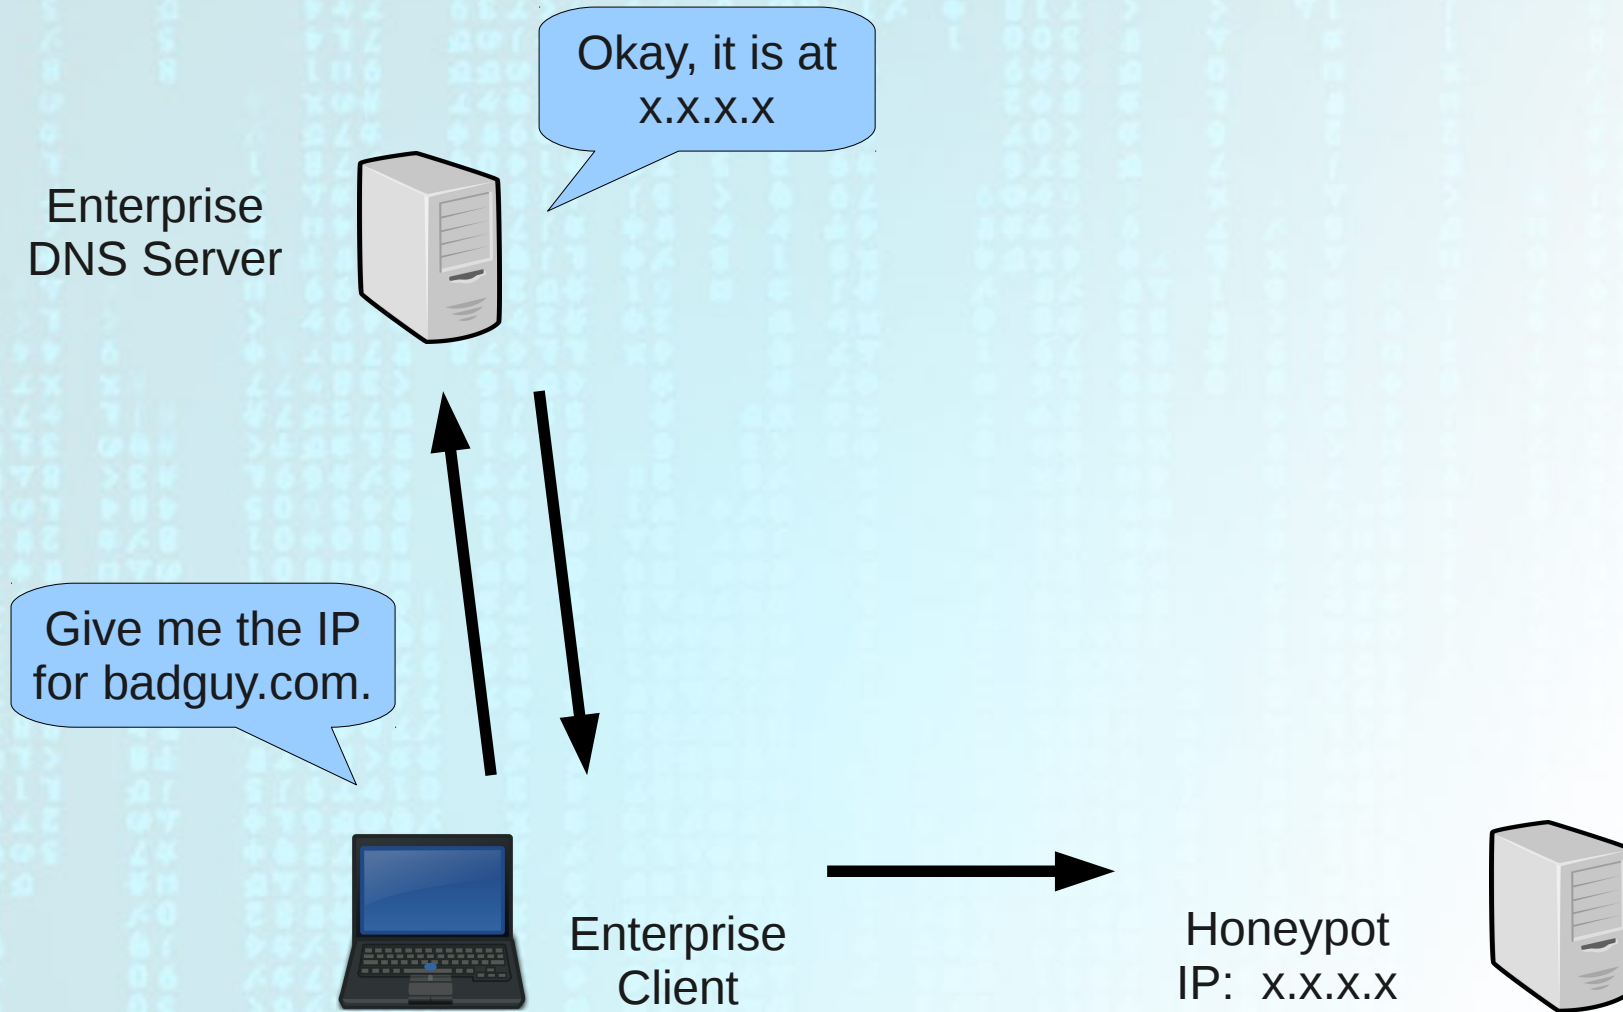 Okay, it is at
x.x.x.x
Enterprise
DNS Server
Give me the IP
for badguy.com.
Enterprise
Client
Honeypot
IP:  x.x.x.x